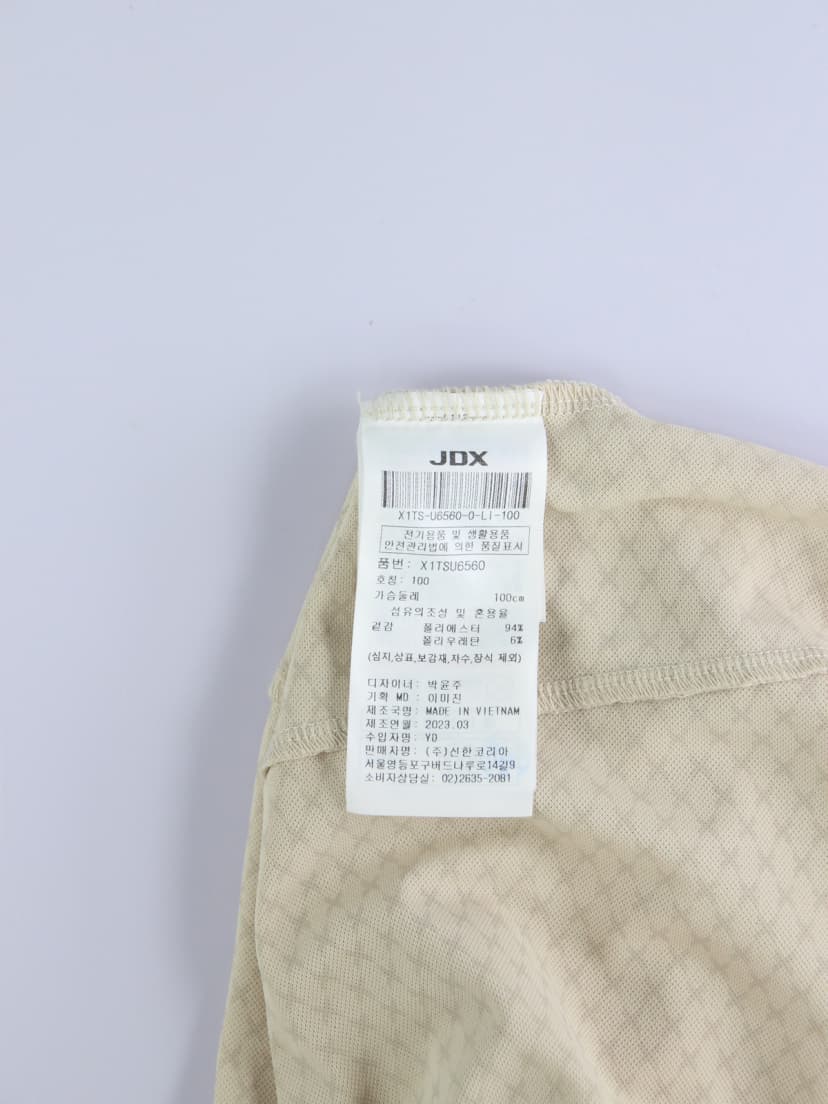 JDX
X1TS-U6560-0-LI-100
전기용품 및 생활용품
안전관리법에 의한 품질표시
품번: X1TSU6560
호칭: 100
가슴둘레 100cm
섬유의조성 및 혼용율
겉감 폴리에스터 94%
폴리우레탄 6%
(심지,상표,보강재,자수,장식 제외)
디자이너: 박윤주
기획 MD: 이미진
제조국명: MADE IN VIETNAM
제조연월: 2023.03
수입자명: YD
판매자명: (주)신한코리아
서울영등포구버드나루로14길9
소비자상담실: 02)2635-2081